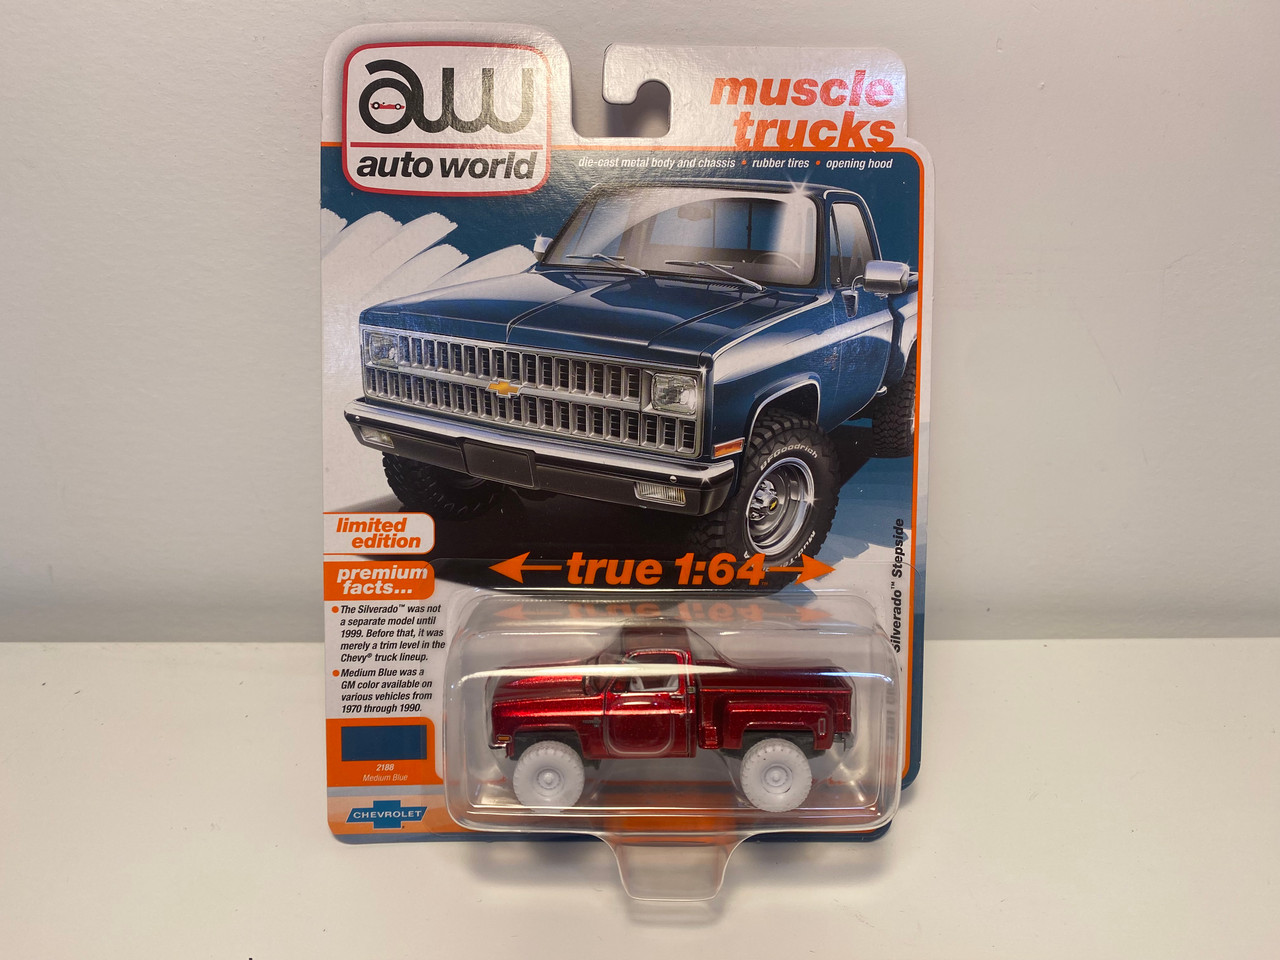 aw
auto world
muscle
trucks
die-cast metal body and chassis • rubber tires • opening hood
BFGoodrich
limited
edition
true 1:64
premium
facts...
• The Silverado™ was not
a separate model until
1999. Before that, it was
merely a trim level in the
Chevy® truck lineup.
• Medium Blue was a
GM color available on
various vehicles from
1970 through 1990.
2188
Medium Blue
CHEVROLET
Silverado™ Stepside